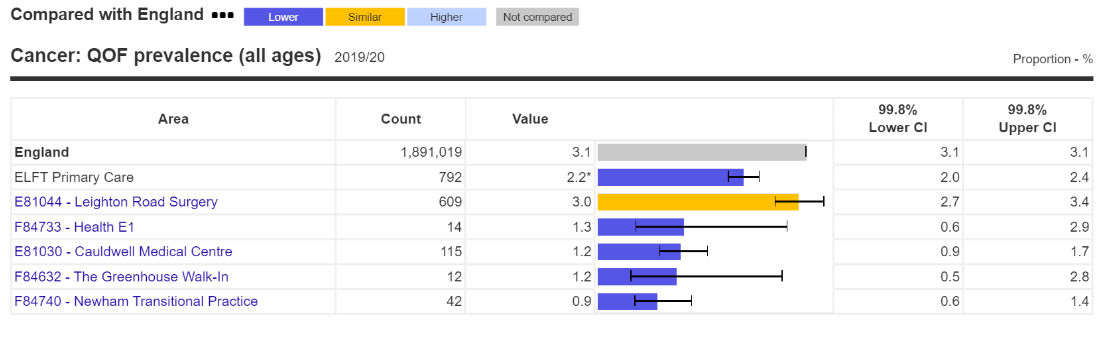 Compared with England
Lower Similar Higher Not compared
Cancer: QOF prevalence (all ages) 2019/20
Proportion - %
Area Count Value 99.8% Lower CI 99.8% Upper CI
England 1,891,019 3.1 3.1 3.1
ELFT Primary Care 792 2.2* 2.0 2.4
E81044 - Leighton Road Surgery 609 3.0 2.7 3.4
F84733 - Health E1 14 1.3 0.6 2.9
E81030 - Cauldwell Medical Centre 115 1.2 0.9 1.7
F84632 - The Greenhouse Walk-In 12 1.2 0.5 2.8
F84740 - Newham Transitional Practice 42 0.9 0.6 1.4